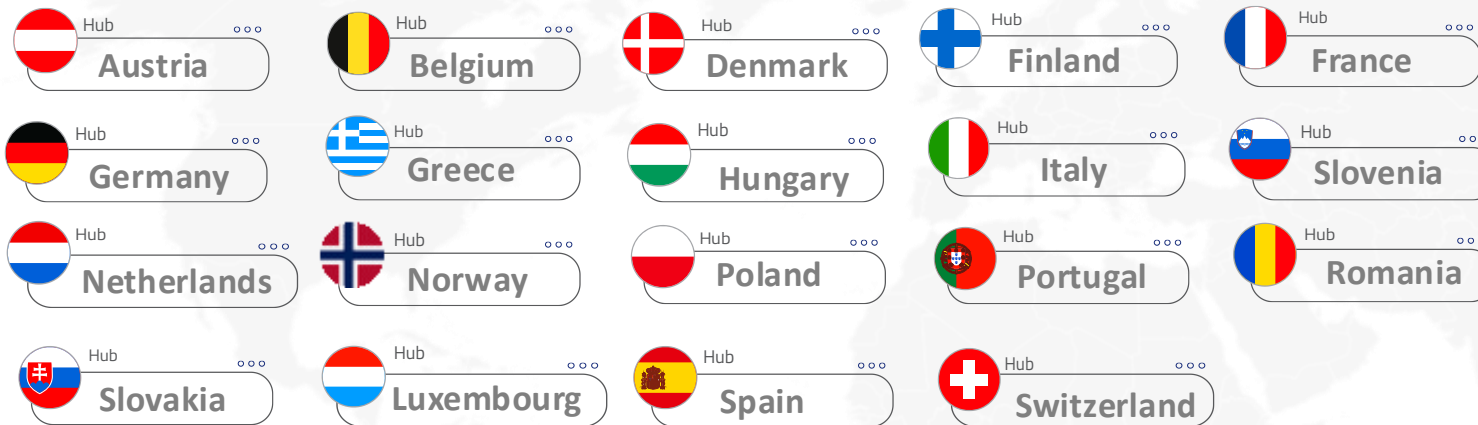 Hub
Austria
Hub
Belgium
Hub
Denmark
Hub
Finland
Hub
France
Hub
Germany
Hub
Greece
Hub
Hungary
Hub
Italy
Hub
Slovenia
Hub
Netherlands
Hub
Norway
Hub
Poland
Hub
Portugal
Hub
Romania
Hub
Slovakia
Hub
Luxembourg
Hub
Spain
Hub
Switzerland